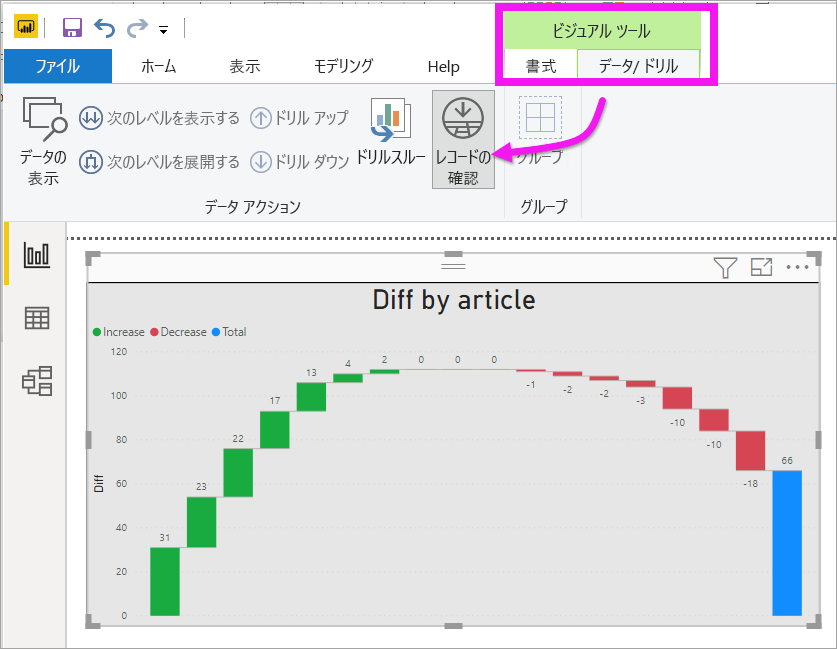 ビジュアル ツール
ファイル
ホーム
表示
モデリング
Help
書式
データ/ ドリル
データの
表示
次のレベルを表示する
次のレベルを展開する
ドリル アップ
ドリル ダウン
ドリルスルー
レコードの
確認
グループ
データ アクション
グループ
Diff by article
Increase Decrease Total
Diff
120
100
80
60
40
20
0
31
23
22
17
13
4
2
0
0
0
-1
-2
-2
-3
-10
-10
-18
66